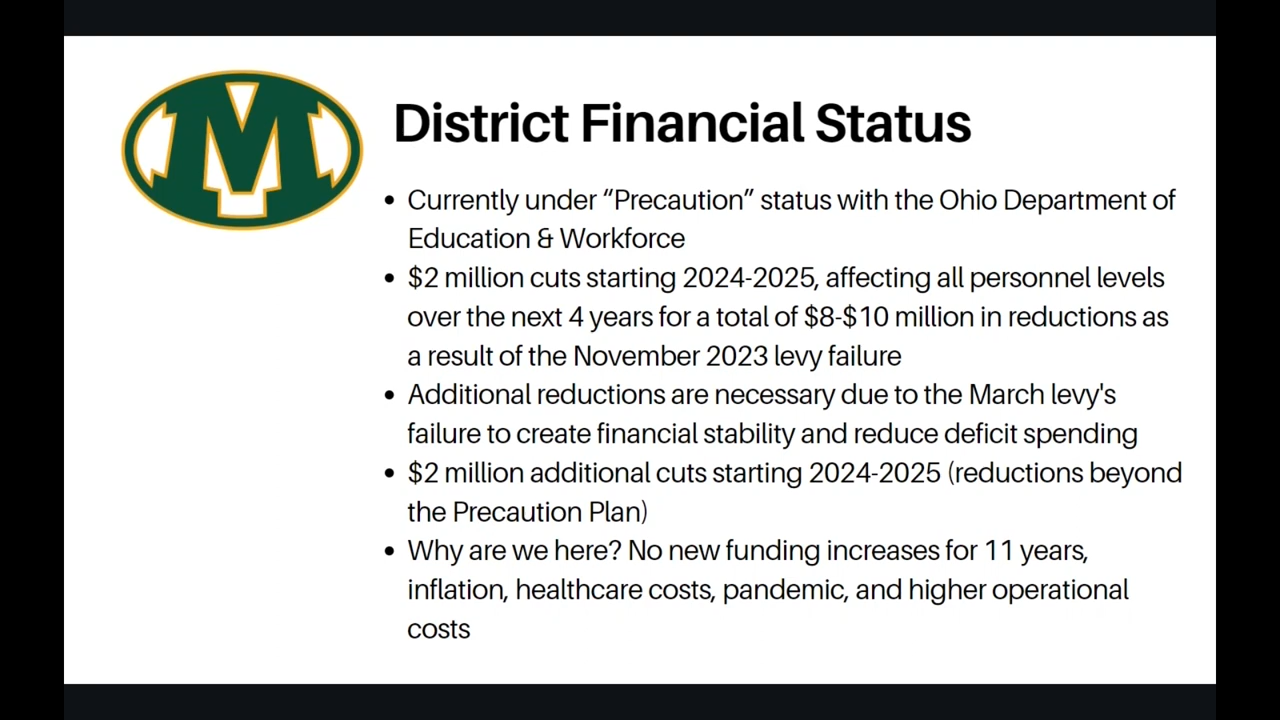 M
District Financial Status
• Currently under “Precaution” status with the Ohio Department of
Education & Workforce
• $2 million cuts starting 2024-2025, affecting all personnel levels
over the next 4 years for a total of $8-$10 million in reductions as
a result of the November 2023 levy failure
• Additional reductions are necessary due to the March levy's
failure to create financial stability and reduce deficit spending
• $2 million additional cuts starting 2024-2025 (reductions beyond
the Precaution Plan)
• Why are we here? No new funding increases for 11 years,
inflation, healthcare costs, pandemic, and higher operational
costs